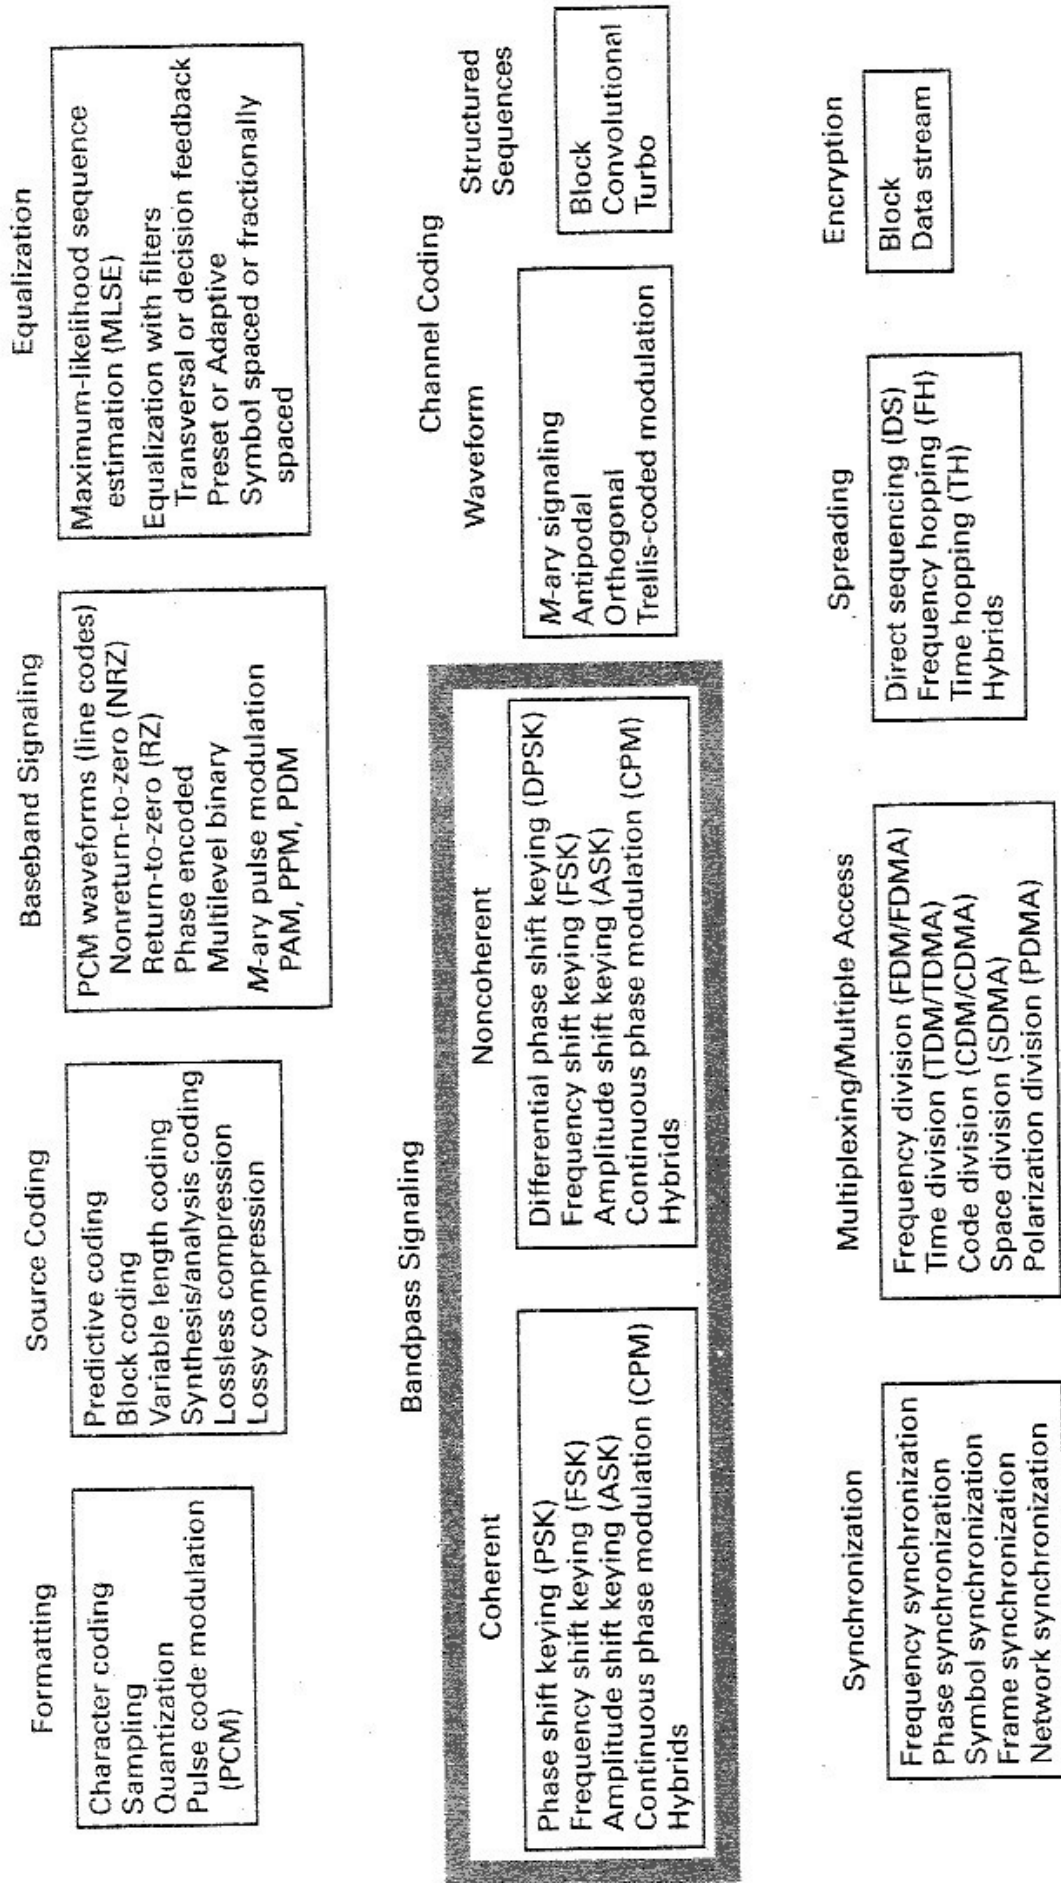 Formatting
Character coding
Sampling
Quantization
Pulse code modulation
(PCM)
Source Coding
Predictive coding
Block coding
Variable length coding
Synthesis/analysis coding
Lossless compression
Lossy compression
Baseband Signaling
PCM waveforms (line codes)
Nonreturn-to-zero (NRZ)
Return-to-zero (RZ)
Phase encoded
Multilevel binary
M-ary pulse modulation
PAM, PPM, PDM
Equalization
Maximum-likelihood sequence
estimation (MLSE)
Equalization with filters
Transversal or decision feedback
Preset or Adaptive
Symbol spaced or fractionally
spaced
Bandpass Signaling
Coherent
Phase shift keying (PSK)
Frequency shift keying (FSK)
Amplitude shift keying (ASK)
Continuous phase modulation (CPM)
Hybrids
Noncoherent
Differential phase shift keying (DPSK)
Frequency shift keying (FSK)
Amplitude shift keying (ASK)
Continuous phase modulation (CPM)
Hybrids
Channel Coding
Waveform
M-ary signaling
Antipodal
Orthogonal
Trellis-coded modulation
Structured
Sequences
Block
Convolutional
Turbo
Synchronization
Frequency synchronization
Phase synchronization
Symbol synchronization
Frame synchronization
Network synchronization
Multiplexing/Multiple Access
Frequency division (FDM/FDMA)
Time division (TDM/TDMA)
Code division (CDM/CDMA)
Space division (SDMA)
Polarization division (PDMA)
Spreading
Direct sequencing (DS)
Frequency hopping (FH)
Time hopping (TH)
Hybrids
Encryption
Block
Data stream